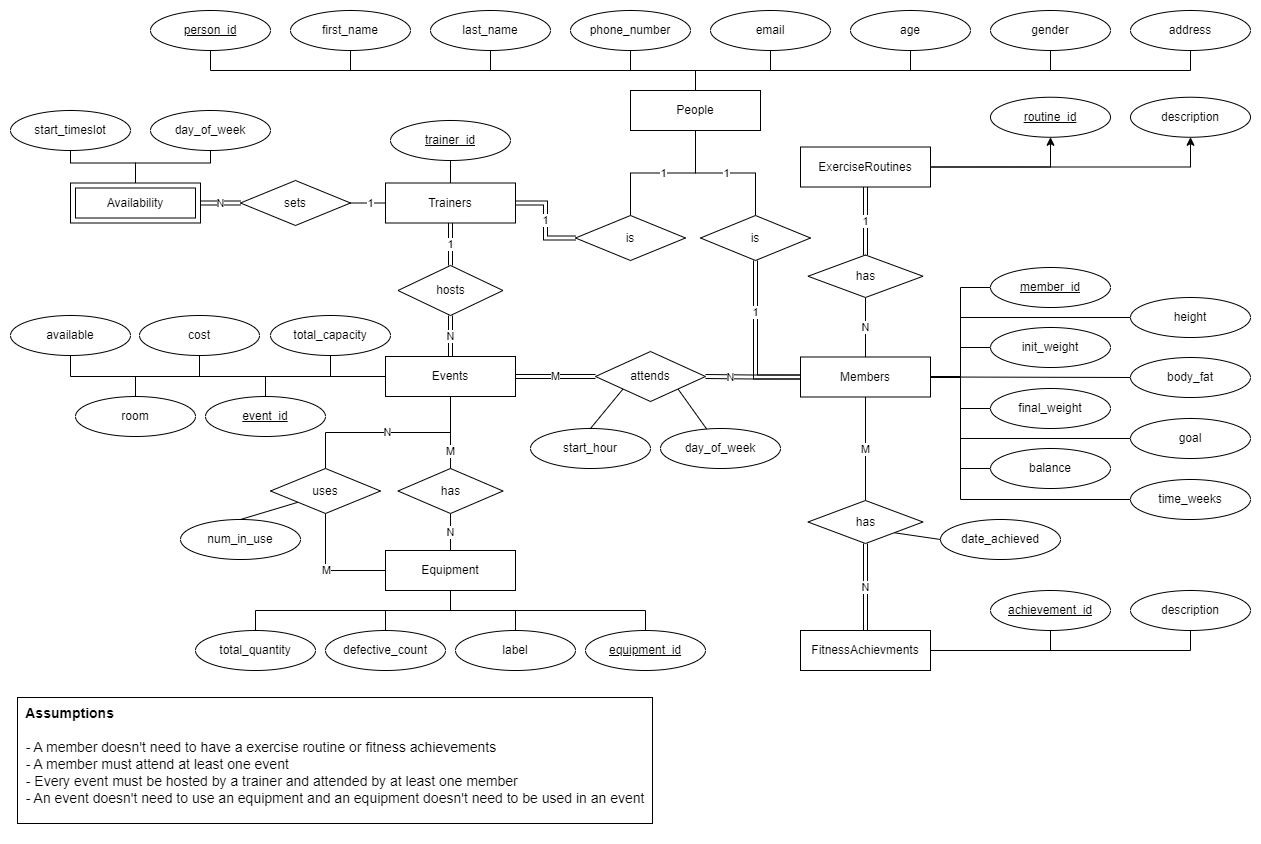 person_id
first_name
last_name
phone_number
email
age
gender
address
People
start_timeslot
day_of_week
trainer_id
routine_id
description
1
1
ExerciseRoutines
Availability
N
sets
1
Trainers
1
is
is
1
1
hosts
has
member_id
height
1
N
N
available
cost
total_capacity
init_weight
Events
M
attends
N
Members
body_fat
room
event_id
final_weight
goal
N
start_hour
day_of_week
M
M
balance
uses
has
time_weeks
num_in_use
N
has
date_achieved
M
Equipment
N
achievement_id
description
total_quantity
defective_count
label
equipment_id
FitnessAchievments
Assumptions
- A member doesn't need to have a exercise routine or fitness achievements
- A member must attend at least one event
- Every event must be hosted by a trainer and attended by at least one member
- An event doesn't need to use an equipment and an equipment doesn't need to be used in an event